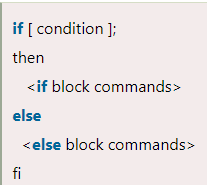 if [ condition ];
then
<if block commands>
else
<else block commands>
fi